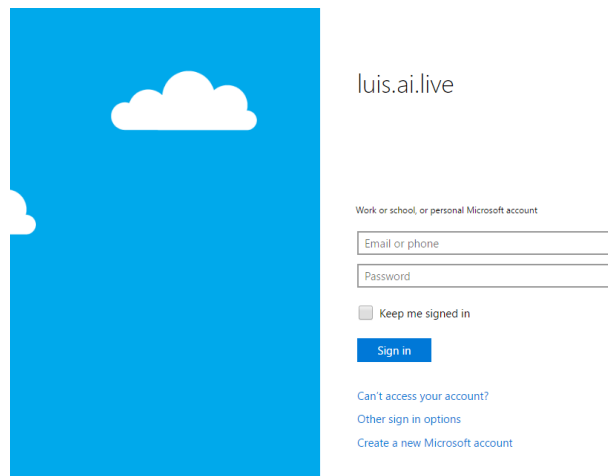 luis.ai.live
Work or school, or personal Microsoft account
Email or phone
Password
Keep me signed in
Sign in
Can't access your account?
Other sign in options
Create a new Microsoft account